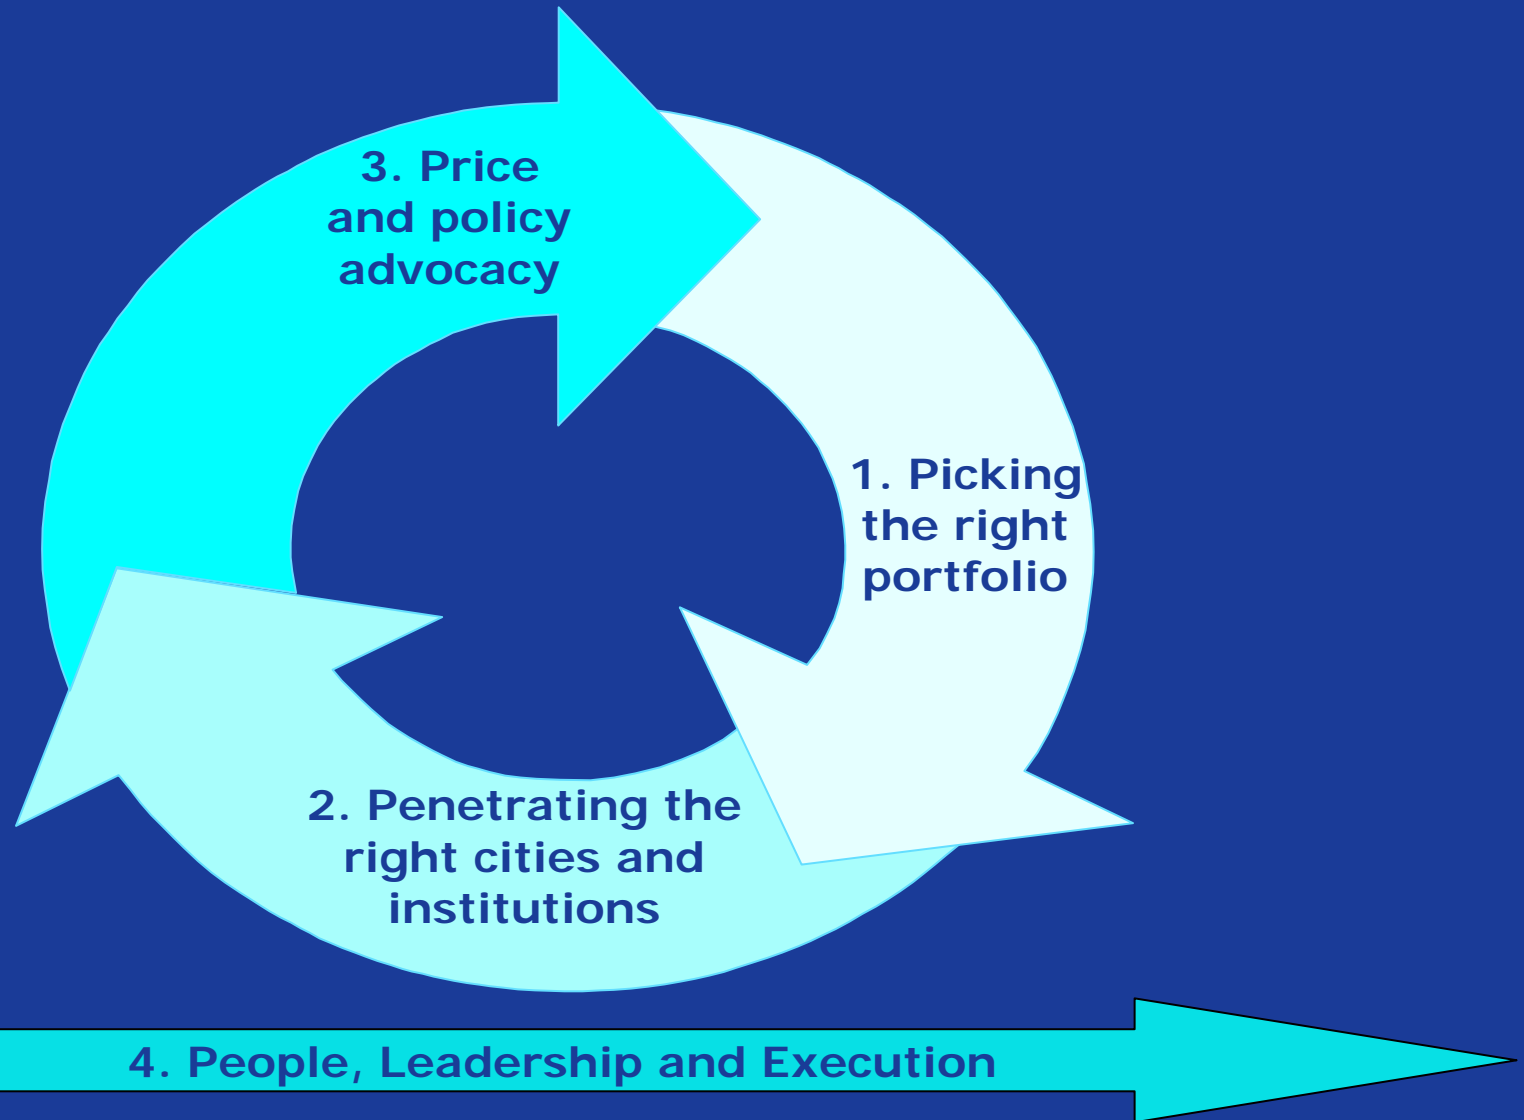 3. Price
and policy
advocacy
1. Picking
the right
portfolio
2. Penetrating the
right cities and
institutions
4. People, Leadership and Execution